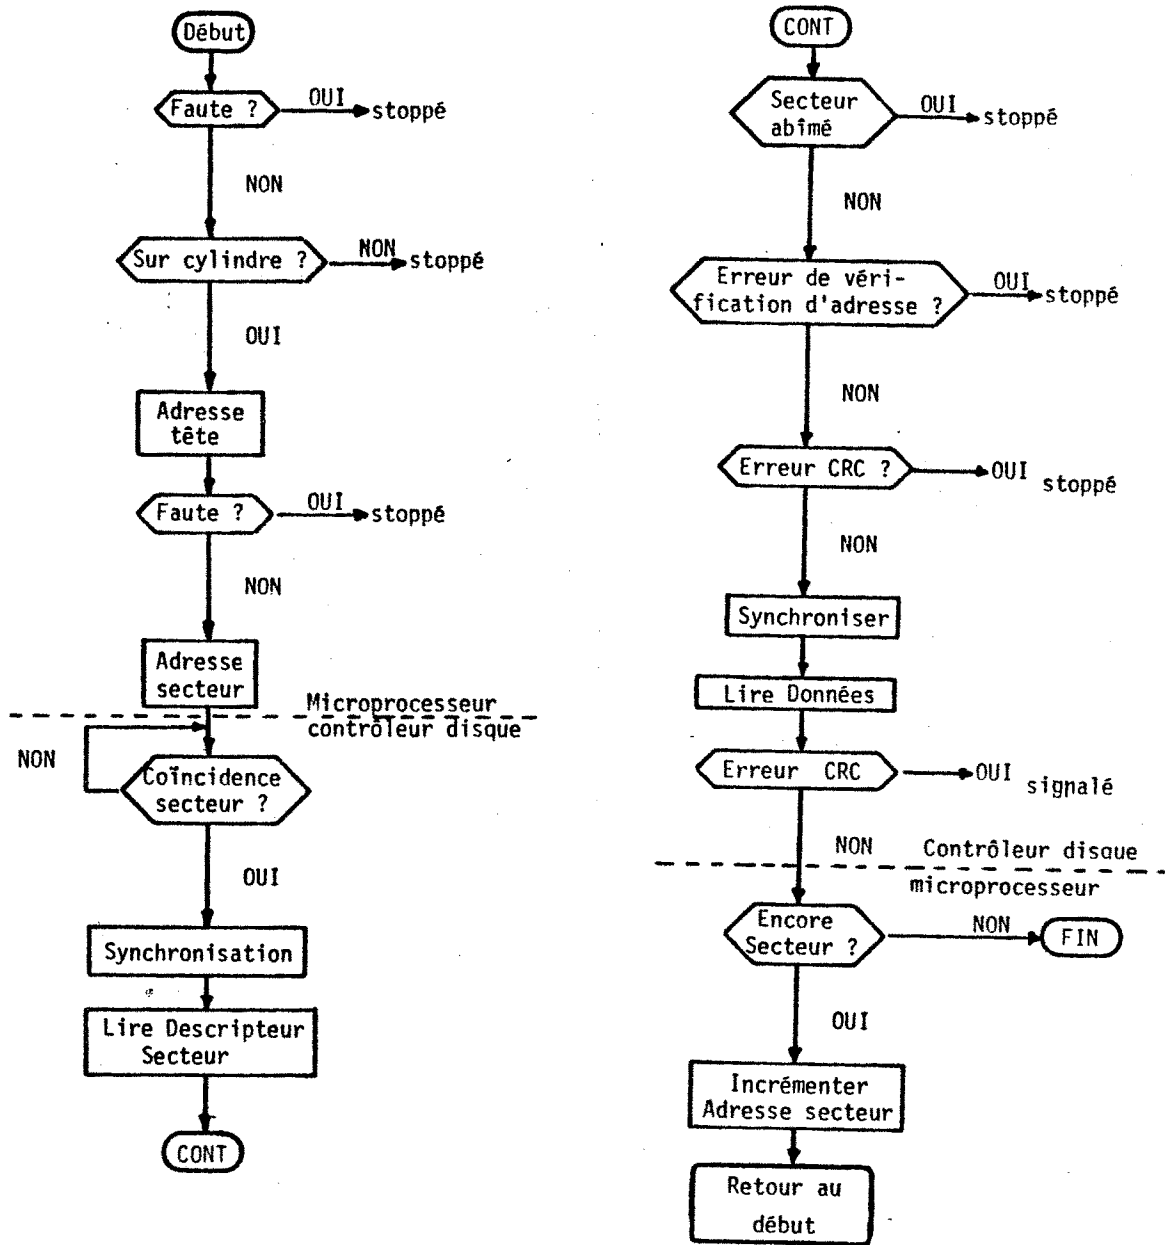 Début
Faute ?
OUI
stoppé
NON
Sur cylindre ?
NON
stoppé
OUI
Adresse
tête
Faute ?
OUI
stoppé
NON
Adresse
secteur
Microprocesseur
contrôleur disque
NON
Coïncidence
secteur ?
OUI
Synchronisation
Lire Descripteur
Secteur
CONT
CONT
Secteur
abîmé
OUI
stoppé
NON
Erreur de véri-
fication d'adresse ?
OUI
stoppé
NON
Erreur CRC ?
OUI
stoppé
NON
Synchroniser
Lire Données
Erreur CRC
OUI
signalé
NON
Contrôleur disque
microprocesseur
Encore
Secteur ?
NON
FIN
OUI
Incrémenter
Adresse secteur
Retour au
début